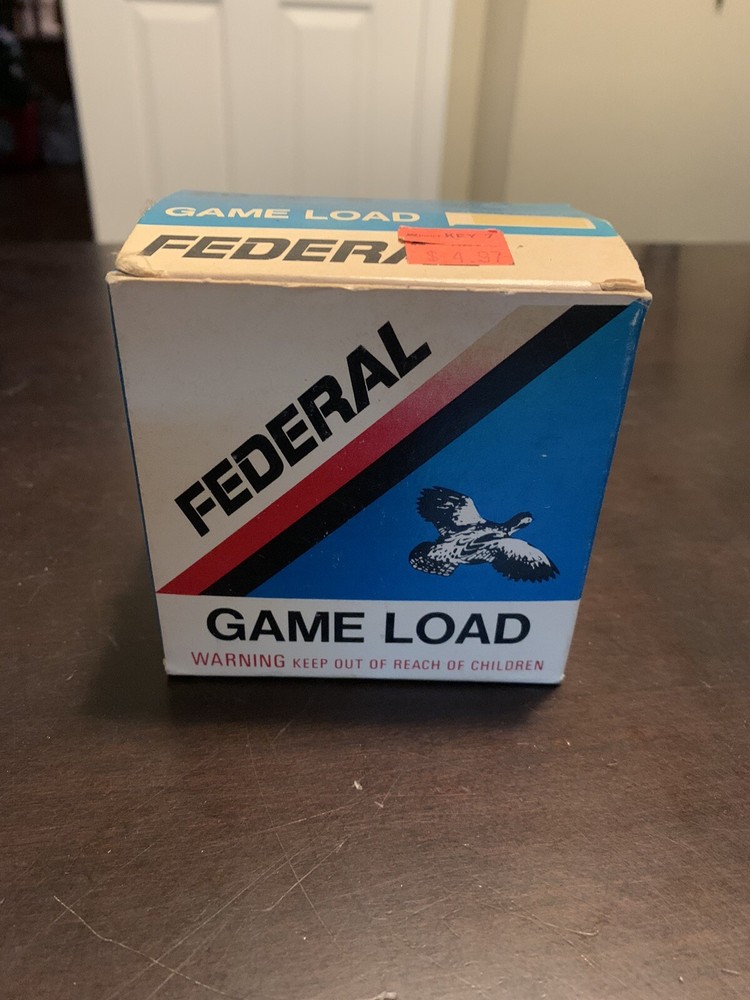 GAME LOAD
FEDERA
$ 4.97
FEDERAL
GAME LOAD
WARNING KEEP OUT OF REACH OF CHILDREN